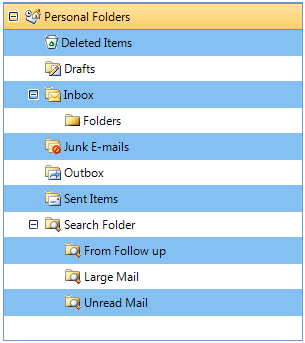 Personal Folders
Deleted Items
Drafts
Inbox
Folders
Junk E-mails
Outbox
Sent Items
Search Folder
From Follow up
Large Mail
Unread Mail